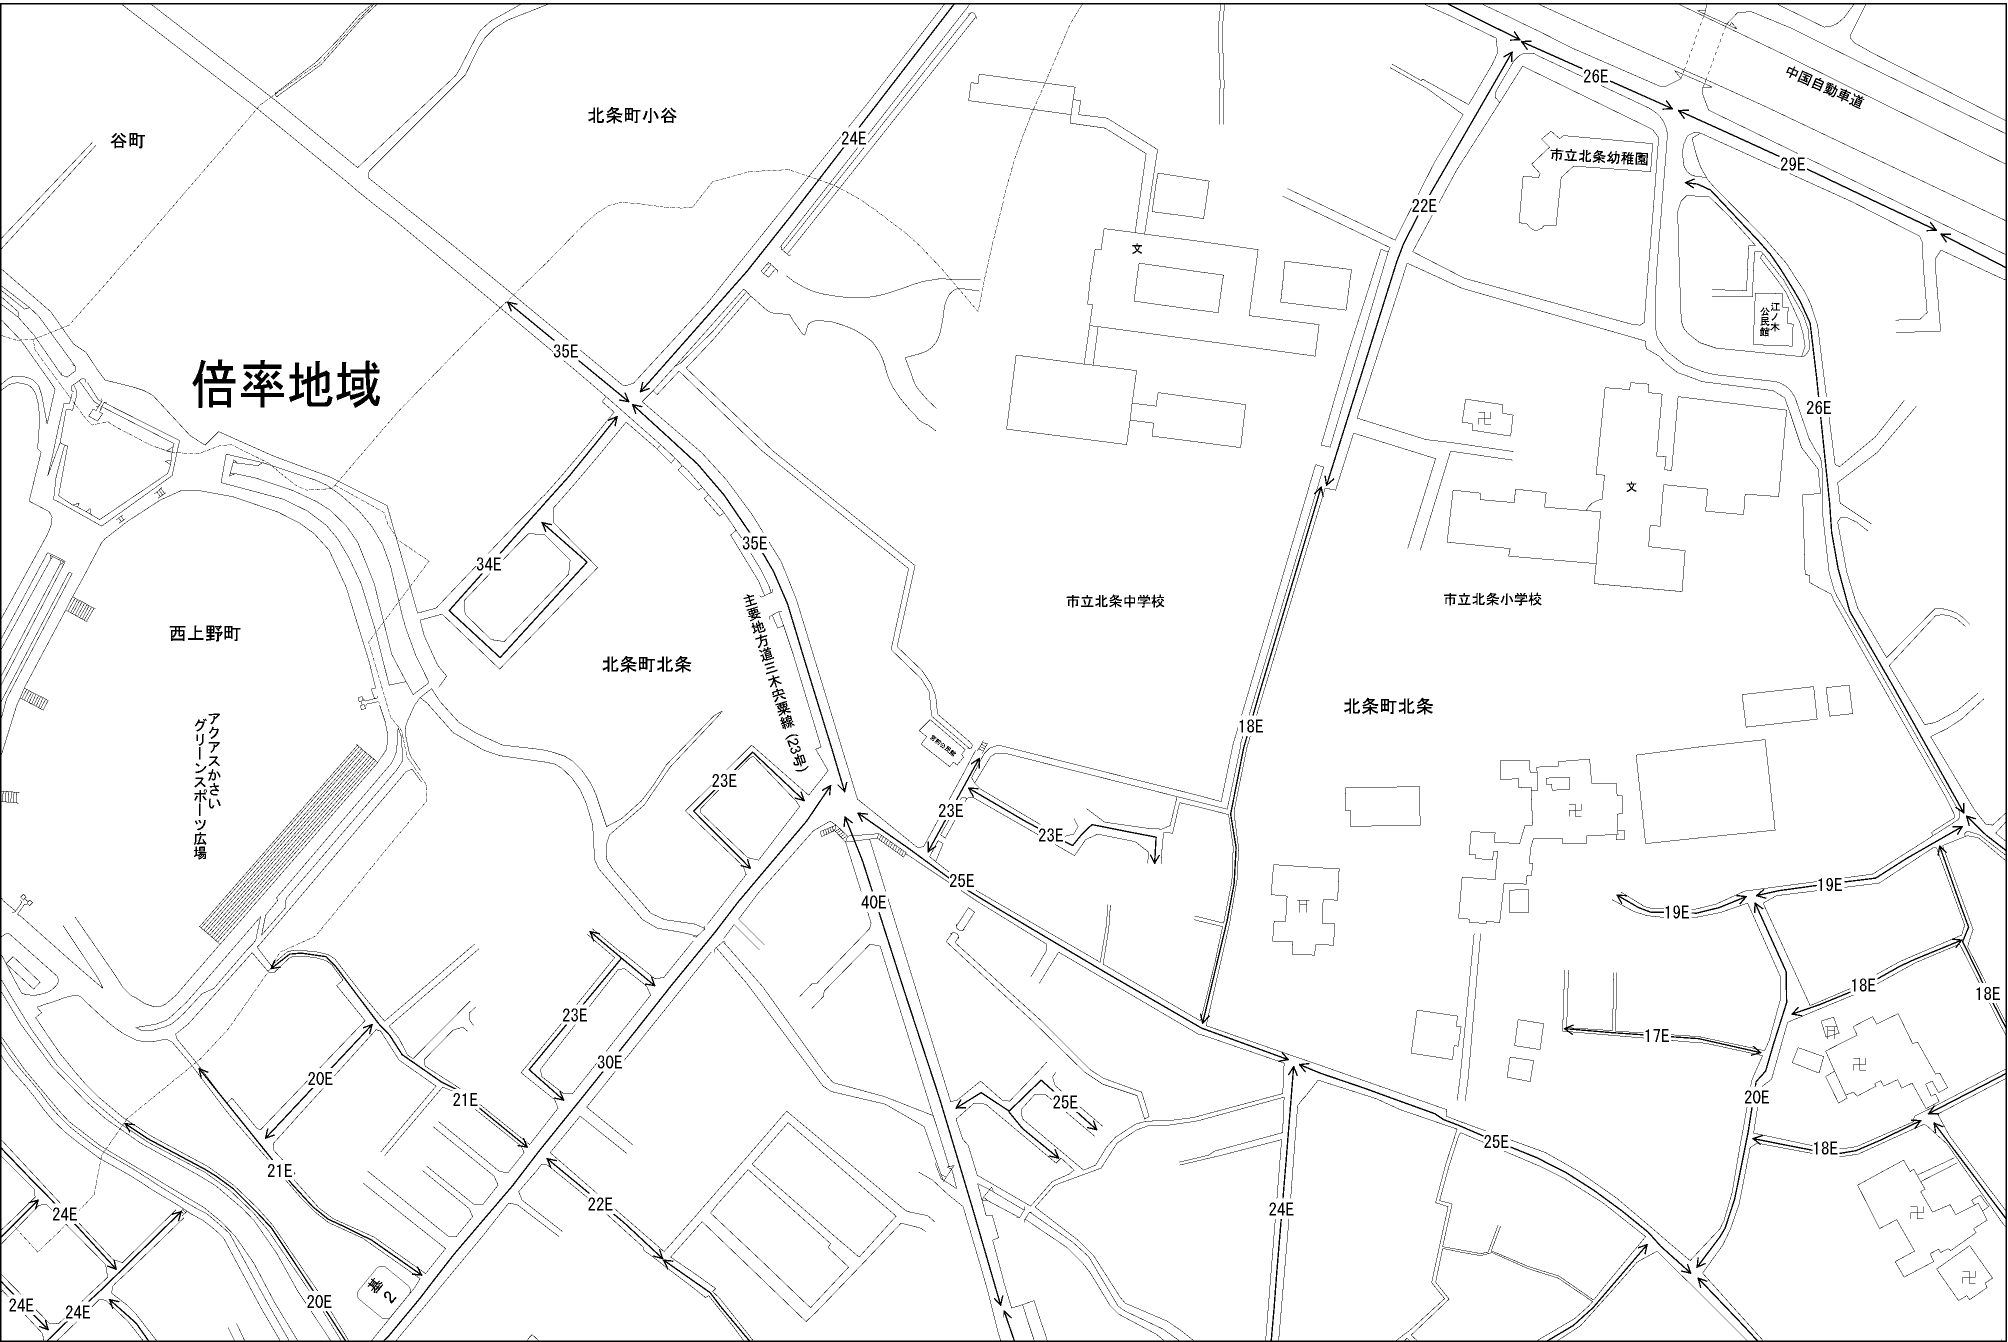 中国自動車道
26E
北条町小谷
24E
谷町
市立北条幼稚園
29E
22E
文
江ノ木
公民館
35E
倍率地域
26E
文
35E
34E
市立北条中学校
市立北条小学校
西上野町
北条町北条
主要地方道三木宍粟線(23号)
北条町北条
18E
アクアスかさい
グリーンスポーツ広場
23E
23E
23E
25E
19E
19E
40E
18E
18E
23E
17E
30E
20E
21E
25E
20E
25E
18E
21E
22E
24E
24E
基2
20E
24E
24E